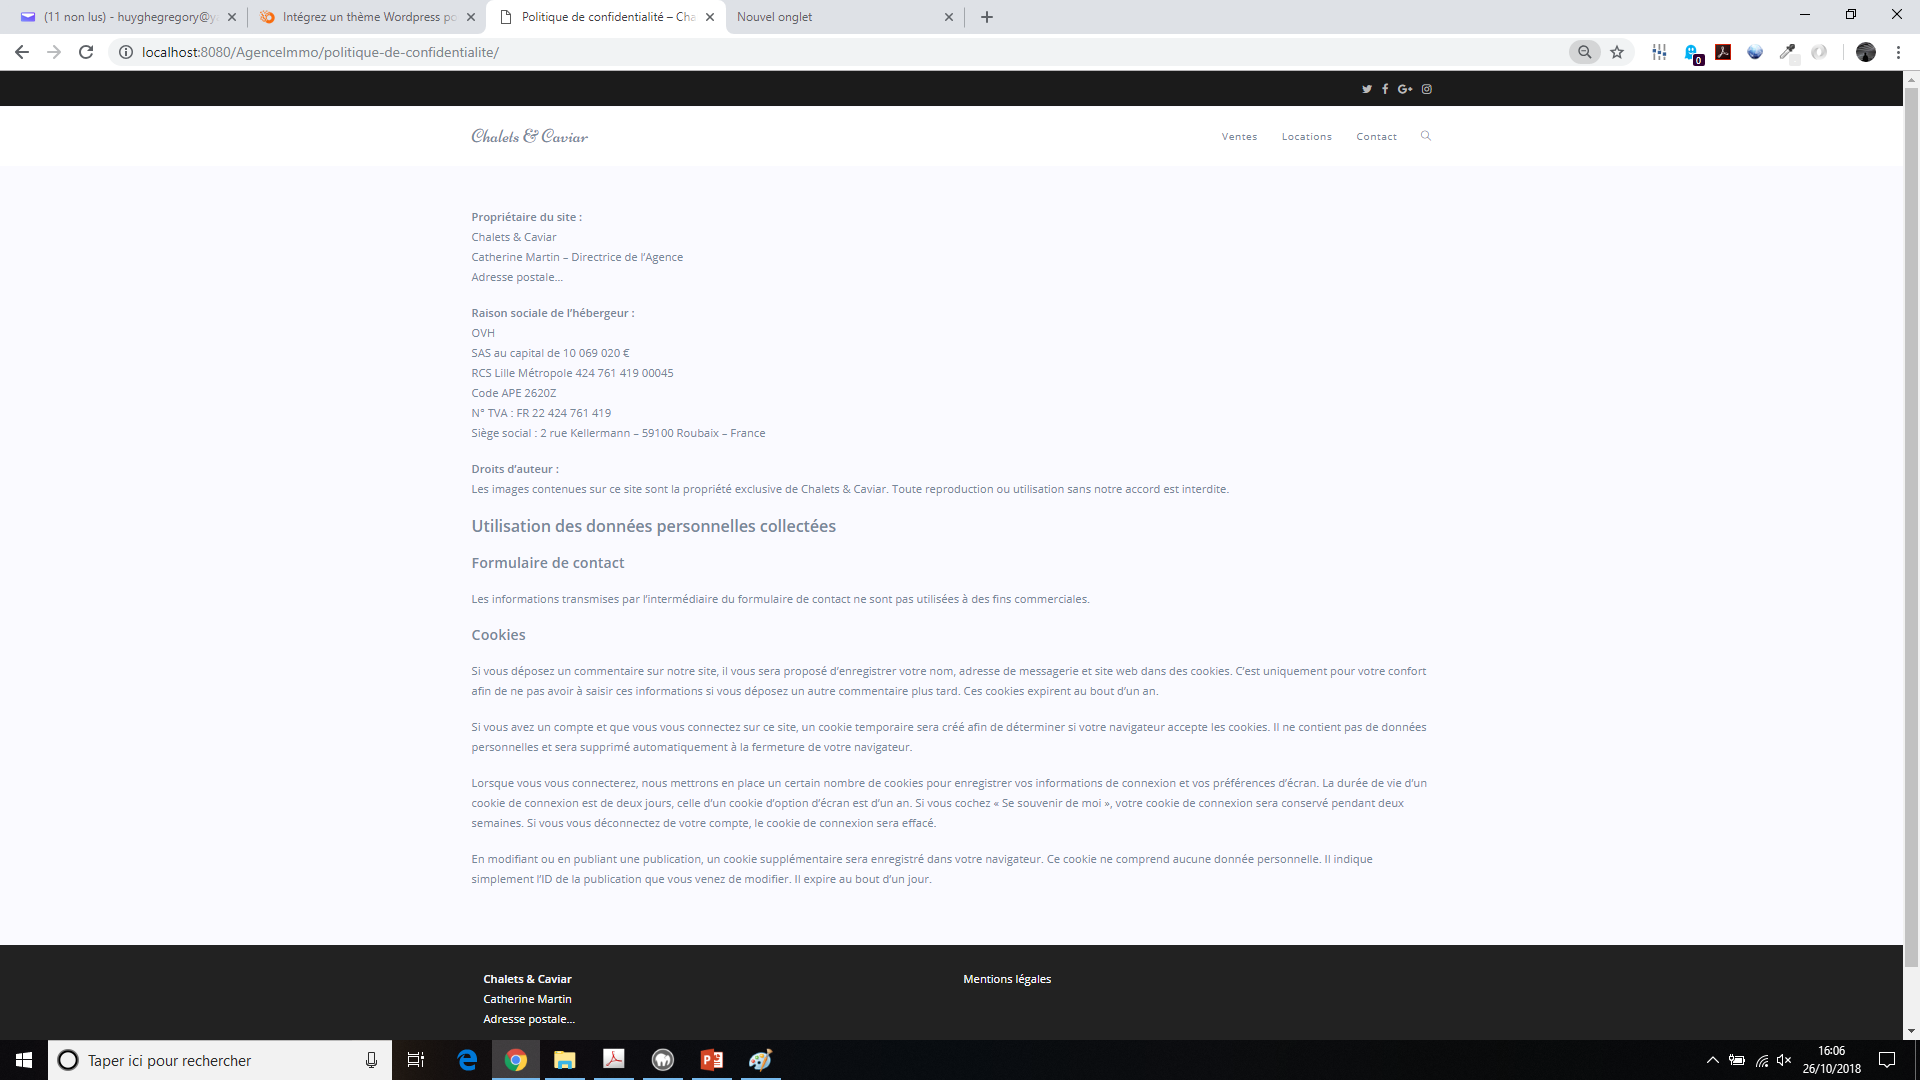 (11 non lus) - huyghegregory@y
Intégrez un thème Wordpress po
Politique de confidentialité – Cha
Nouvel onglet
localhost:8080/AgenceImmo/politique-de-confidentialite/
0
Chalets & Caviar
Ventes
Locations
Contact
Propriétaire du site :
Chalets & Caviar
Catherine Martin – Directrice de l’Agence
Adresse postale…
Raison sociale de l’hébergeur :
OVH
SAS au capital de 10 069 020 €
RCS Lille Métropole 424 761 419 00045
Code APE 2620Z
N° TVA : FR 22 424 761 419
Siège social : 2 rue Kellermann – 59100 Roubaix – France
Droits d’auteur :
Les images contenues sur ce site sont la propriété exclusive de Chalets & Caviar. Toute reproduction ou utilisation sans notre accord est interdite.
Utilisation des données personnelles collectées
Formulaire de contact
Les informations transmises par l’intermédiaire du formulaire de contact ne sont pas utilisées à des fins commerciales.
Cookies
Si vous déposez un commentaire sur notre site, il vous sera proposé d’enregistrer votre nom, adresse de messagerie et site web dans des cookies. C’est uniquement pour votre confort
afin de ne pas avoir à saisir ces informations si vous déposez un autre commentaire plus tard. Ces cookies expirent au bout d’un an.
Si vous avez un compte et que vous vous connectez sur ce site, un cookie temporaire sera créé afin de déterminer si votre navigateur accepte les cookies. Il ne contient pas de données
personnelles et sera supprimé automatiquement à la fermeture de votre navigateur.
Lorsque vous vous connecterez, nous mettrons en place un certain nombre de cookies pour enregistrer vos informations de connexion et vos préférences d’écran. La durée de vie d’un
cookie de connexion est de deux jours, celle d’un cookie d’option d’écran est d’un an. Si vous cochez « Se souvenir de moi », votre cookie de connexion sera conservé pendant deux
semaines. Si vous vous déconnectez de votre compte, le cookie de connexion sera effacé.
En modifiant ou en publiant une publication, un cookie supplémentaire sera enregistré dans votre navigateur. Ce cookie ne comprend aucune donnée personnelle. Il indique
simplement l’ID de la publication que vous venez de modifier. Il expire au bout d’un jour.
Chalets & Caviar
Catherine Martin
Adresse postale…
Mentions légales
Taper ici pour rechercher
16:06
26/10/2018